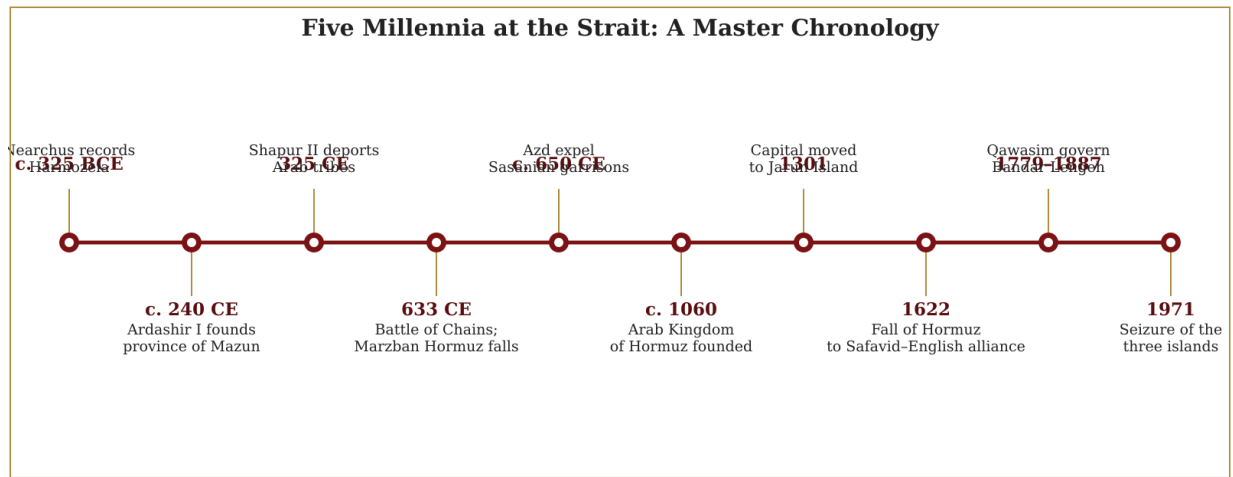 Five Millennia at the Strait: A Master Chronology
Nearchus records
Harmozeia
c. 325 BCE
Shapur II deports
Arab tribes
325 CE
Azd expel
Sasanian garrisons
c. 650 CE
Capital moved
to Jarun Island
1301
Qawasim govern
Bandar Lengeh
1779–1887
c. 240 CE
Ardashir I founds
province of Mazun
633 CE
Battle of Chains;
Marzban Hormuz falls
c. 1060
Arab Kingdom
of Hormuz founded
1622
Fall of Hormuz
to Safavid–English alliance
1971
Seizure of the
three islands